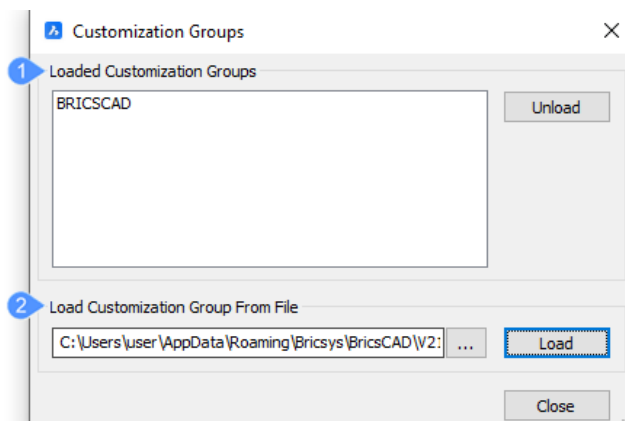 Customization Groups
1
Loaded Customization Groups
BRICSCAD
Unload
2
Load Customization Group From File
C:\Users\user\AppData\Roaming\Bricsys\BricsCAD\V21
...
Load
Close